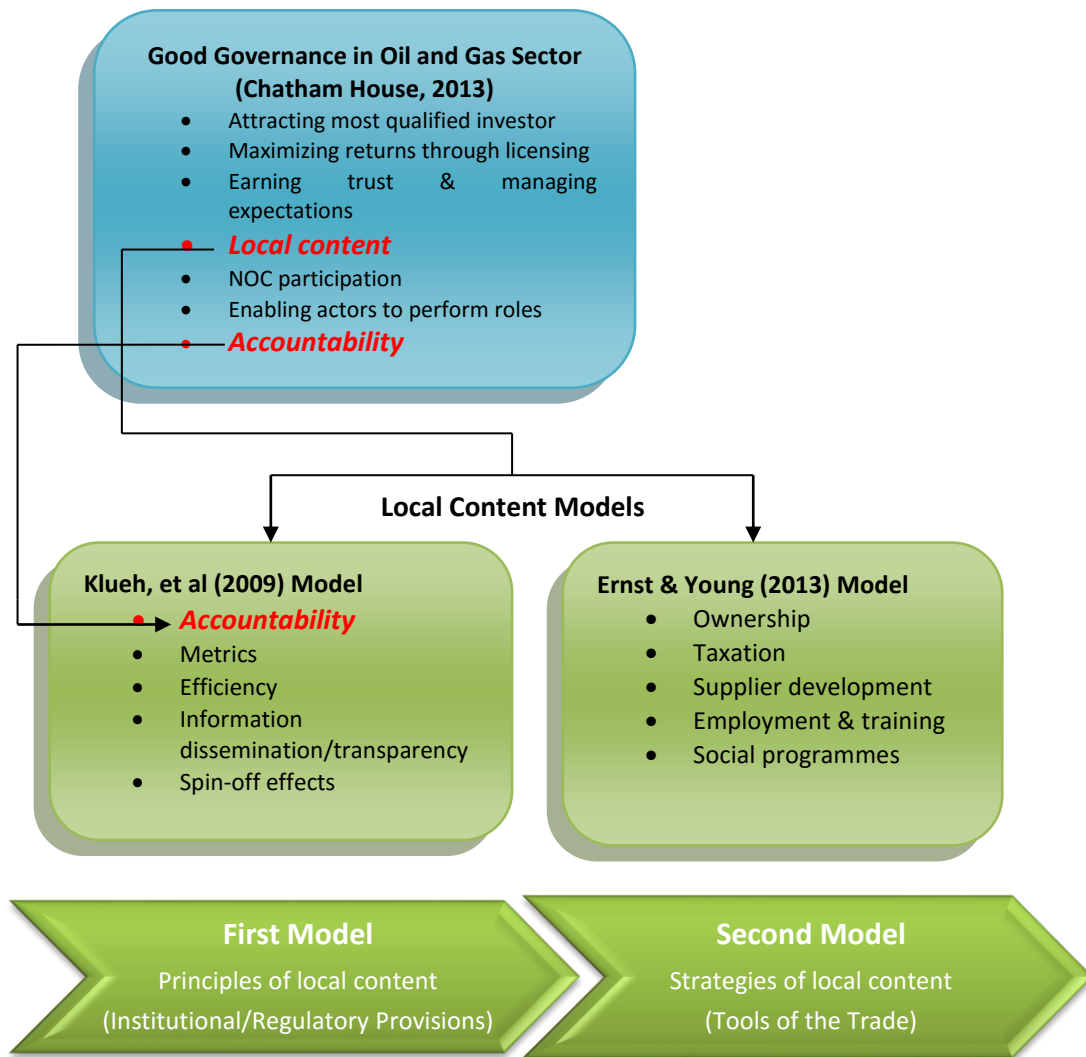 Good Governance in Oil and Gas Sector
(Chatham House, 2013)
• Attracting most qualified investor
• Maximizing returns through licensing
• Earning trust & managing
expectations
• Local content
• NOC participation
• Enabling actors to perform roles
• Accountability
Local Content Models
Klueh, et al (2009) Model
• Accountability
• Metrics
• Efficiency
• Information
dissemination/transparency
• Spin-off effects
Ernst & Young (2013) Model
• Ownership
• Taxation
• Supplier development
• Employment & training
• Social programmes
First Model
Principles of local content
(Institutional/Regulatory Provisions)
Second Model
Strategies of local content
(Tools of the Trade)